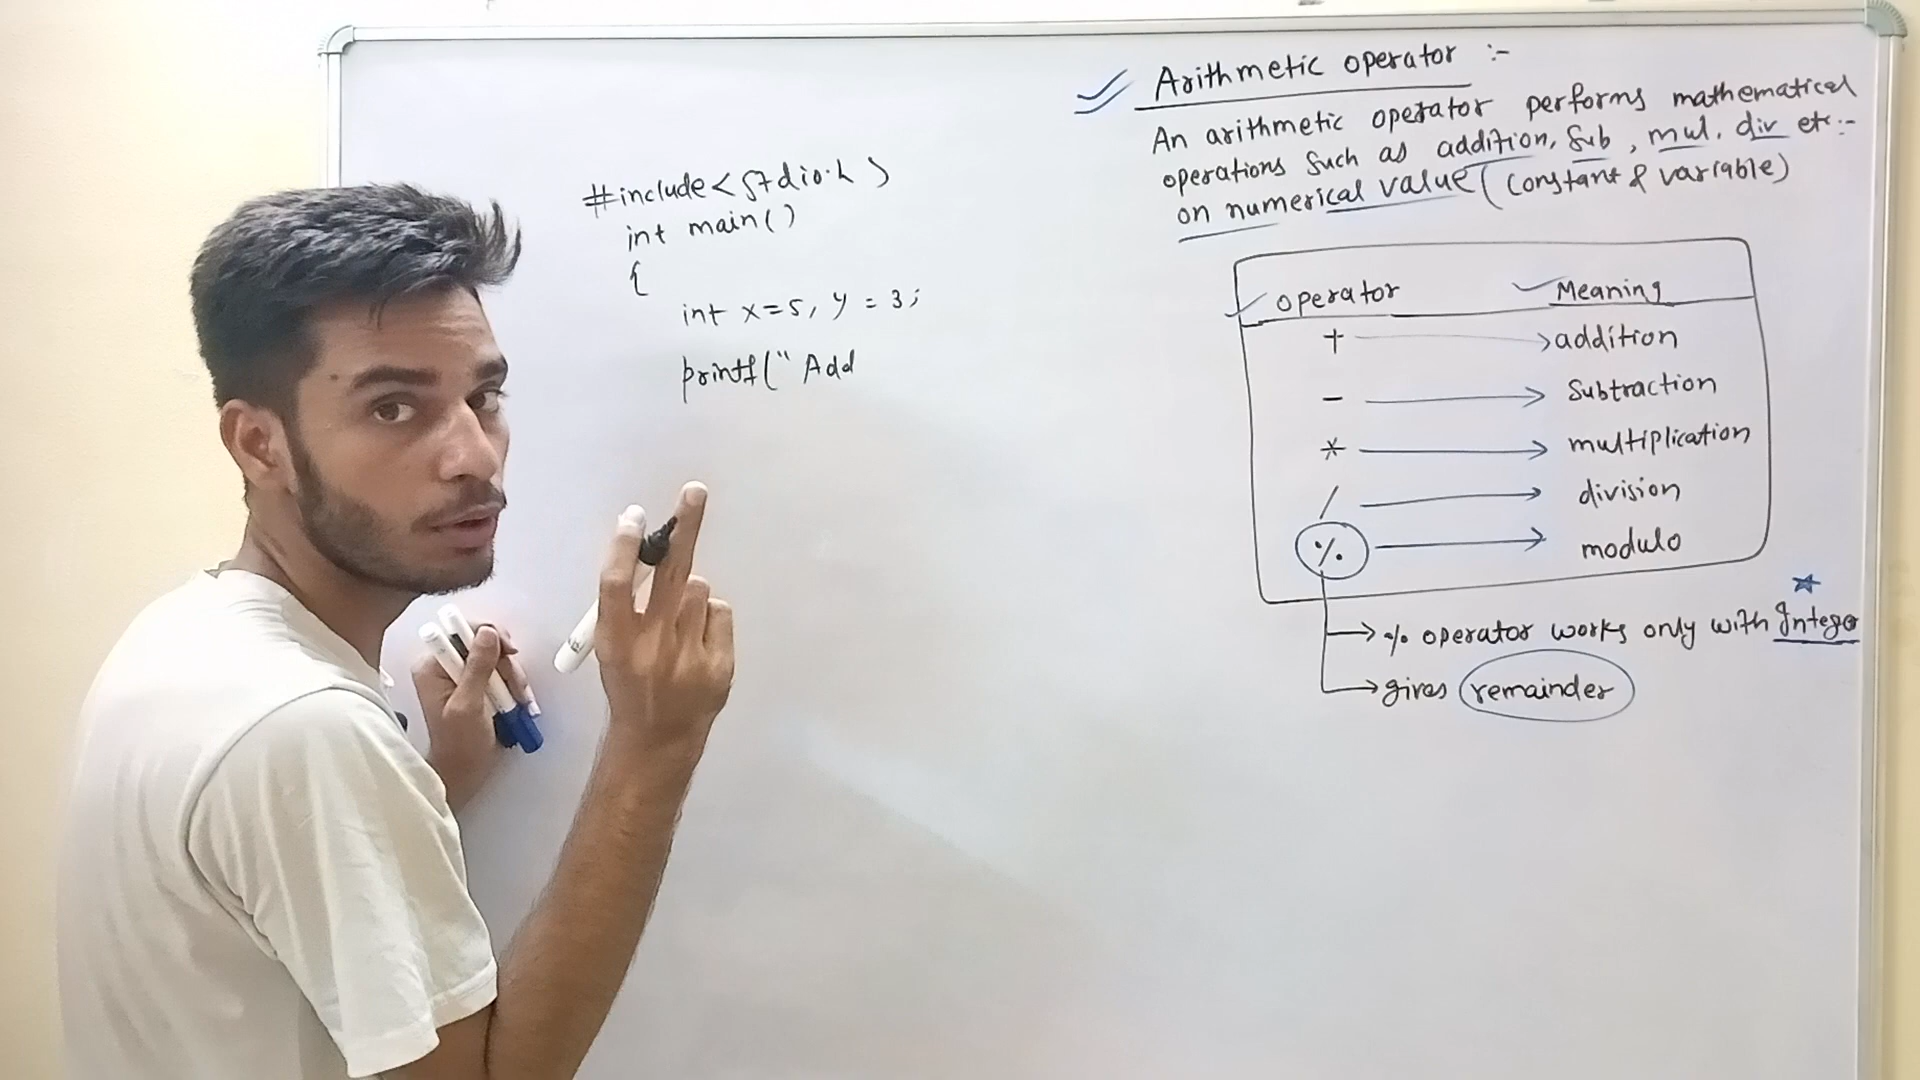 #include<stdio.h>
int main()
{
int x=5, y = 3;
printf(" Add
Arithmetic operator :-
An arithmetic operator performs mathematical
operations such as addition, sub, mul, div etc:-
on numerical value (constant & variable)
operator Meaning
+ addition
- Subtraction
* multiplication
/ division
% modulo
% operator works only with Integer
gives remainder